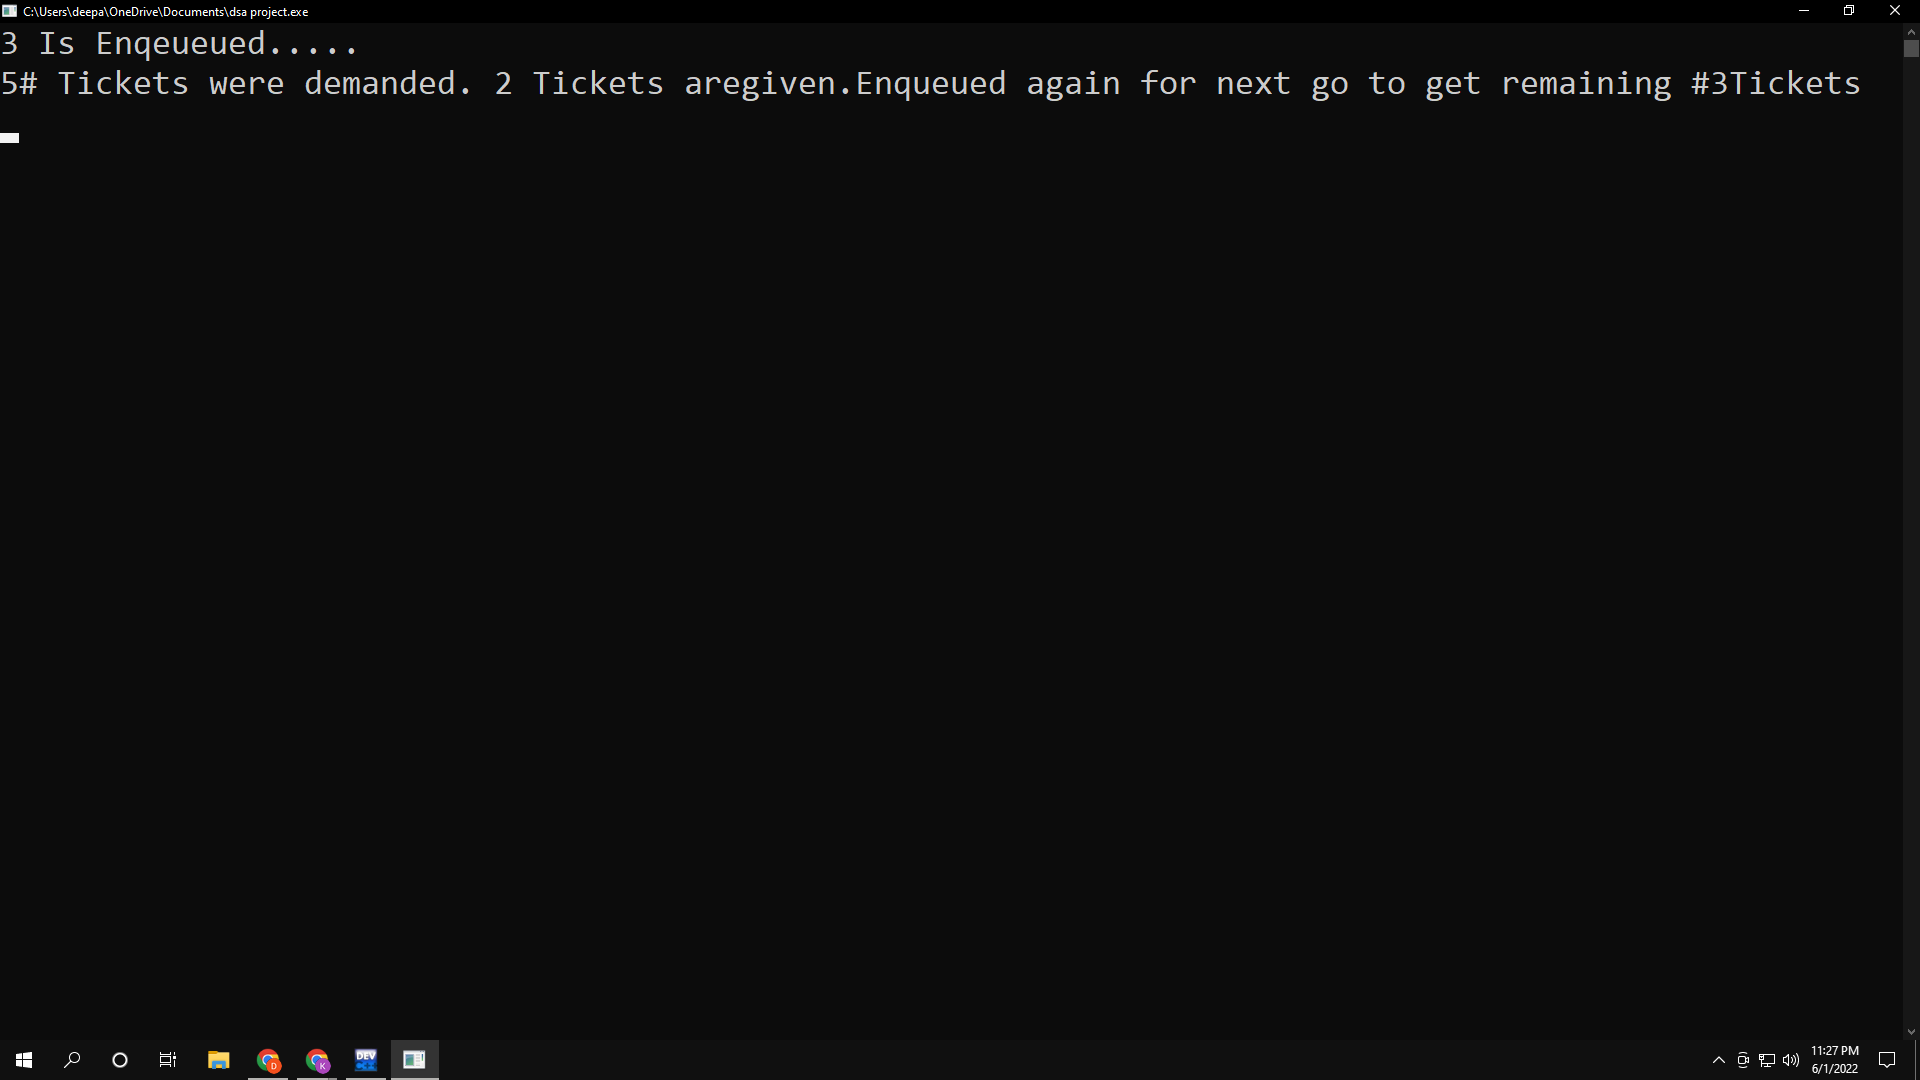 C:\Users\deepa\OneDrive\Documents\dsa project.exe
3 Is Enqeueued.....
5# Tickets were demanded. 2 Tickets aregiven.Enqueued again for next go to get remaining #3Tickets
D
K
DEV
C++
11:27 PM
6/1/2022